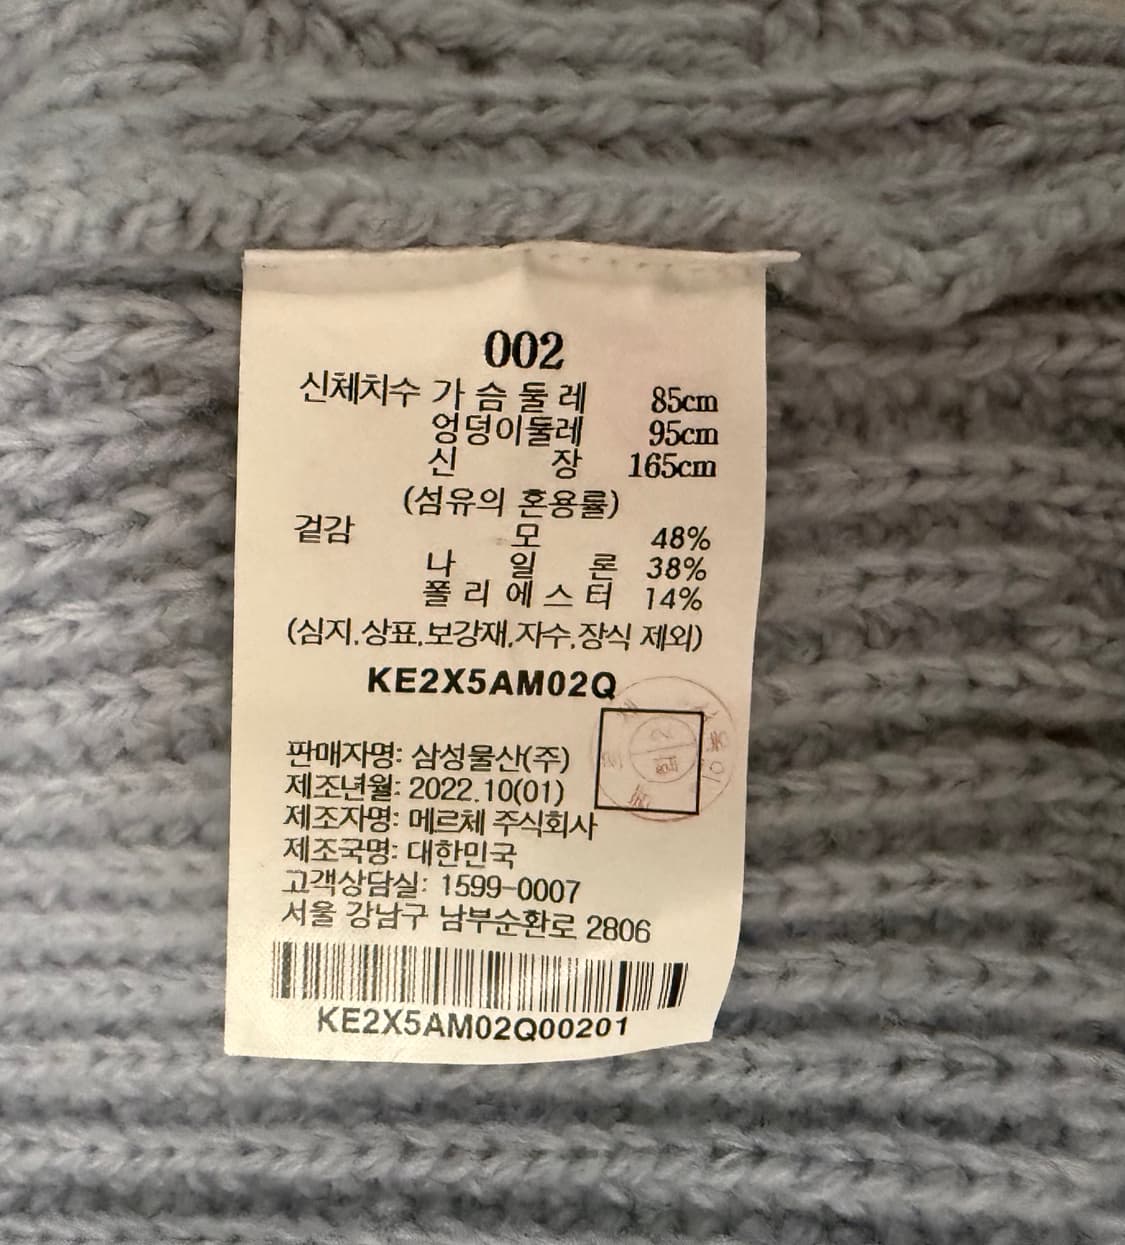 002
신체치수 가 슴 둘 레 85cm
엉덩이둘레 95cm
신 장 165cm
(섬유의 혼용률)
겉감 모 48%
나 일 론 38%
폴 리 에 스 터 14%
(심지,상표,보강재,자수,장식 제외)
KE2X5AM02Q
판매자명: 삼성물산(주)
제조년월: 2022.10(01)
제조자명: 메르체 주식회사
제조국명: 대한민국
고객상담실: 1599-0007
서울 강남구 남부순환로 2806
KE2X5AM02Q00201